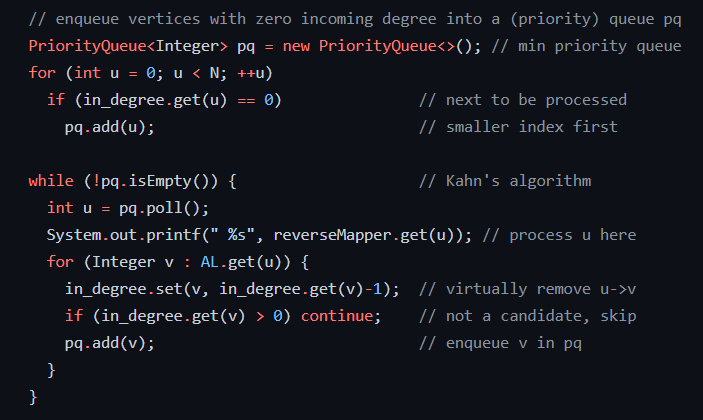 // enqueue vertices with zero incoming degree into a (priority) queue pq
PriorityQueue<Integer> pq = new PriorityQueue<>(); // min priority queue
for (int u = 0; u < N; ++u)
  if (in_degree.get(u) == 0)               // next to be processed
    pq.add(u);                             // smaller index first

while (!pq.isEmpty()) {                    // Kahn's algorithm
  int u = pq.poll();
  System.out.printf(" %s", reverseMapper.get(u)); // process u here
  for (Integer v : AL.get(u)) {
    in_degree.set(v, in_degree.get(v)-1);  // virtually remove u->v
    if (in_degree.get(v) > 0) continue;    // not a candidate, skip
    pq.add(v);                             // enqueue v in pq
  }
}